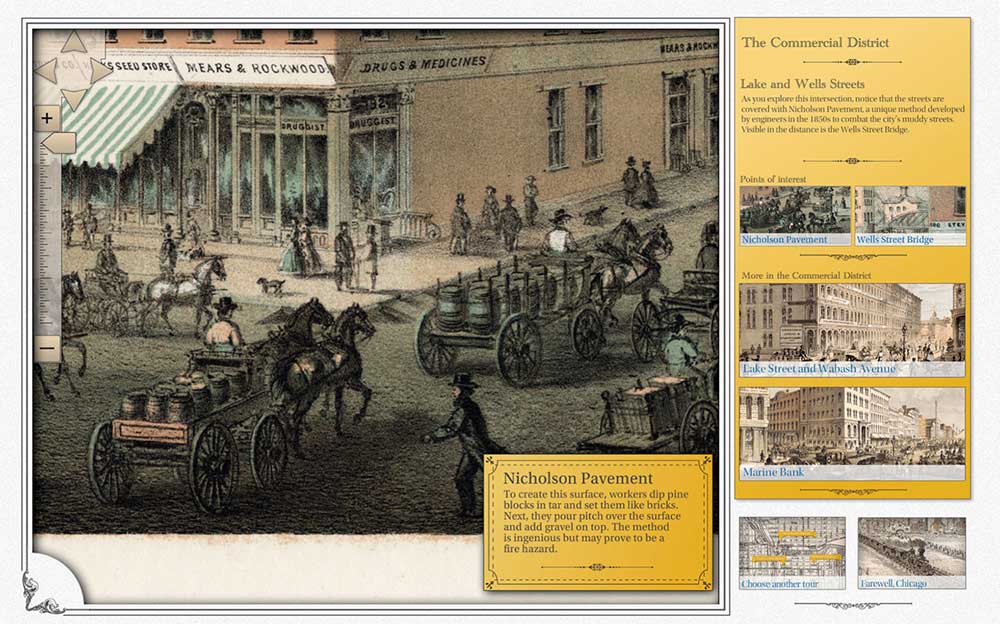 SEED STORE
MEARS & ROCKWOOD.
DRUGS & MEDICINES
MEARS & ROCKW
DRUGGIST
DRUGGIST
+
−
Nicholson Pavement
To create this surface, workers dip pine
blocks in tar and set them like bricks.
Next, they pour pitch over the surface
and add gravel on top. The method
is ingenious but may prove to be a
fire hazard.
The Commercial District
Lake and Wells Streets
As you explore this intersection, notice that the streets are
covered with Nicholson Pavement, a unique method developed
by engineers in the 1850s to combat the city's muddy streets.
Visible in the distance is the Wells Street Bridge.
Points of interest
Nicholson Pavement
Wells Street Bridge
More in the Commercial District
Lake Street and Wabash Avenue
Marine Bank
Choose another tour
Farewell, Chicago